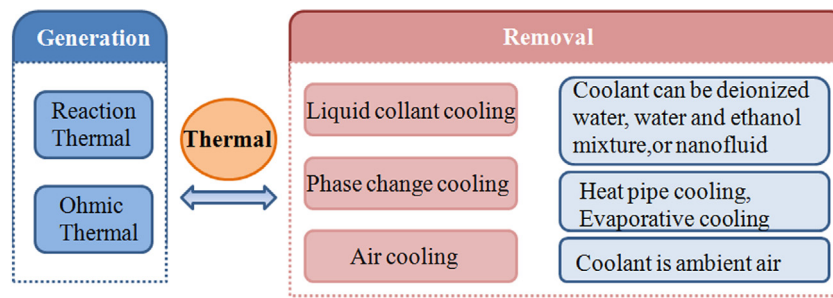 Generation
Reaction
Thermal
Ohmic
Thermal
Thermal
Removal
Liquid collant cooling
Coolant can be deionized
water, water and ethanol
mixture,or nanofluid
Phase change cooling
Heat pipe cooling,
Evaporative cooling
Air cooling
Coolant is ambient air